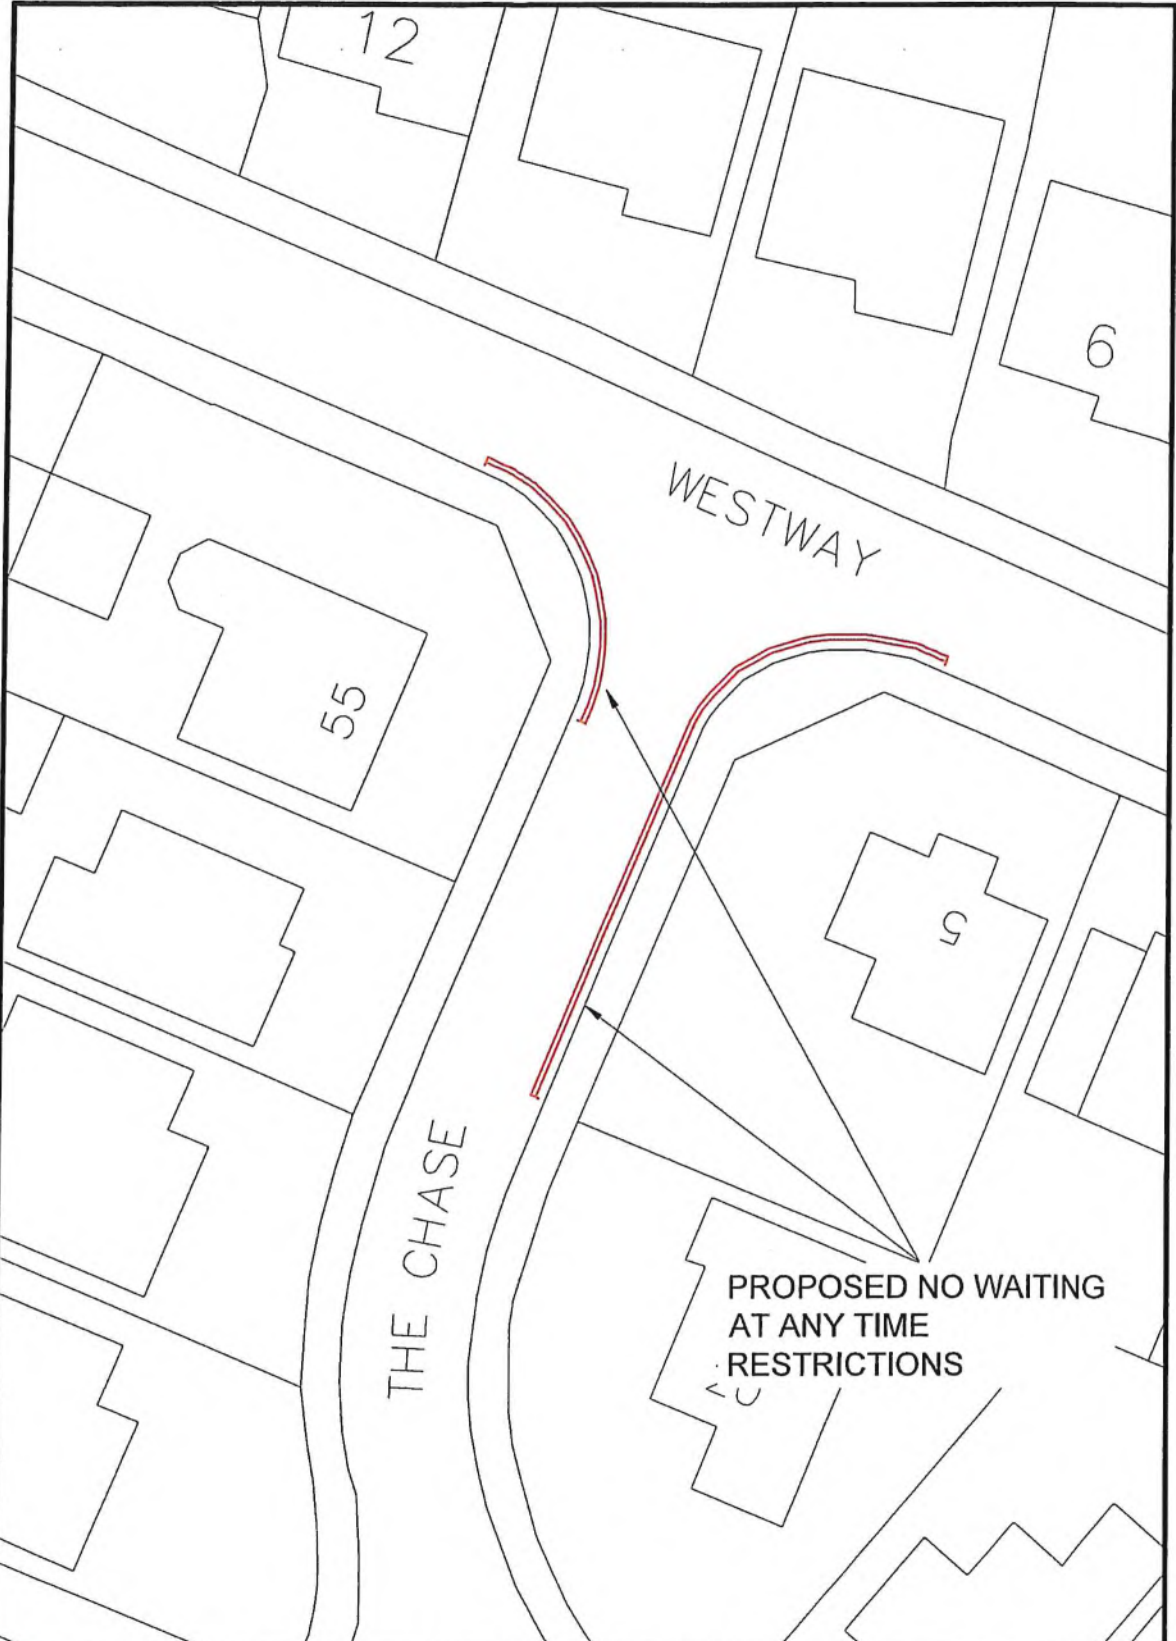 12
6
WESTWAY
55
5
THE CHASE
PROPOSED NO WAITING
AT ANY TIME
RESTRICTIONS